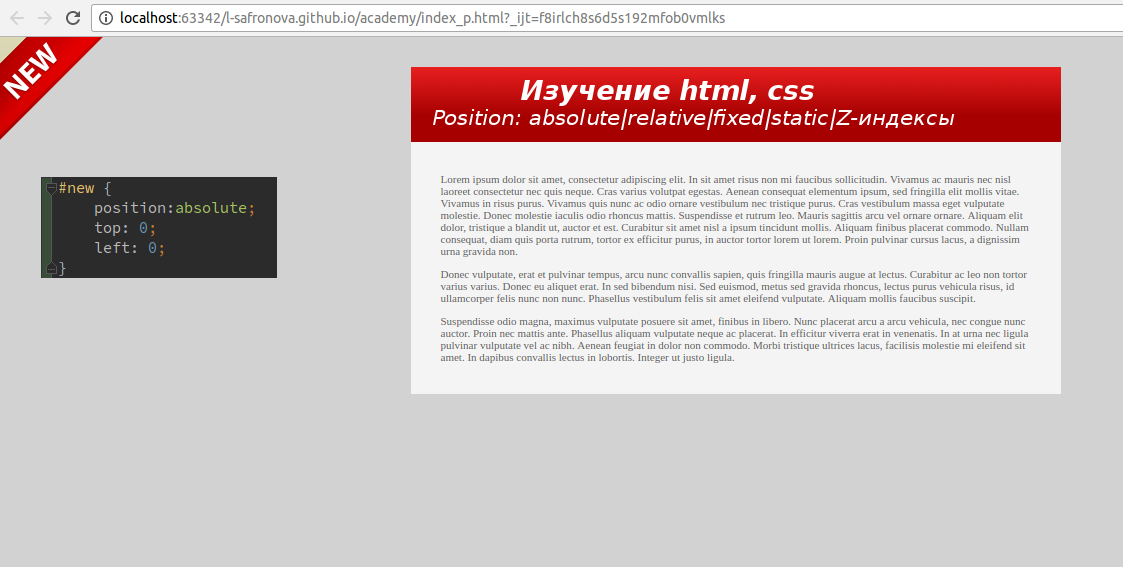 localhost:63342/l-safronova.github.io/academy/index_p.html?_ijt=f8irlch8s6d5s192mfob0vmlks
NEW
Изучение html, css
Position: absolute|relative|fixed|static|Z-индексы
#new {
position:absolute;
top: 0;
left: 0;
}
Lorem ipsum dolor sit amet, consectetur adipiscing elit. In sit amet risus non mi faucibus sollicitudin. Vivamus ac mauris nec nisl
laoreet consectetur nec quis neque. Cras varius volutpat egestas. Aenean consequat elementum ipsum, sed fringilla elit mollis vitae.
Vivamus in risus purus. Vivamus quis nunc ac odio ornare vestibulum nec tristique purus. Cras vestibulum massa eget vulputate
molestie. Donec molestie iaculis odio rhoncus mattis. Suspendisse et rutrum leo. Mauris sagittis arcu vel ornare ornare. Aliquam elit
dolor, tristique a blandit ut, auctor et est. Curabitur sit amet nisl a ipsum tincidunt mollis. Aliquam finibus placerat commodo. Nullam
consequat, diam quis porta rutrum, tortor ex efficitur purus, in auctor tortor lorem ut lorem. Proin pulvinar cursus lacus, a dignissim
urna gravida non.
Donec vulputate, erat et pulvinar tempus, arcu nunc convallis sapien, quis fringilla mauris augue at lectus. Curabitur ac leo non tortor
varius varius. Donec eu aliquet erat. In sed bibendum nisi. Sed euismod, metus sed gravida rhoncus, lectus purus vehicula risus, id
ullamcorper felis nunc non nunc. Phasellus vestibulum felis sit amet eleifend vulputate. Aliquam mollis faucibus suscipit.
Suspendisse odio magna, maximus vulputate posuere sit amet, finibus in libero. Nunc placerat arcu a arcu vehicula, nec congue nunc
auctor. Proin nec mattis ante. Phasellus aliquam vulputate neque ac placerat. In efficitur viverra erat in venenatis. In at urna nec ligula
pulvinar vulputate vel ac nibh. Aenean feugiat in dolor non commodo. Morbi tristique ultrices lacus, facilisis molestie mi eleifend sit
amet. In dapibus convallis lectus in lobortis. Integer ut justo ligula.